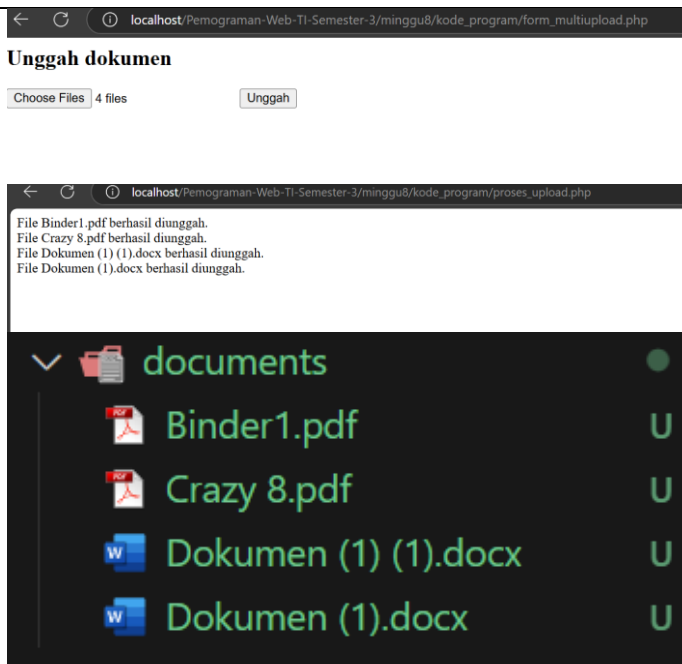 localhost/Pemograman-Web-TI-Semester-3/minggu8/kode_program/form_multiupload.php
Unggah dokumen
Choose Files 4 files Unggah
localhost/Pemograman-Web-TI-Semester-3/minggu8/kode_program/proses_upload.php
File Binder1.pdf berhasil diunggah.
File Crazy 8.pdf berhasil diunggah.
File Dokumen (1) (1).docx berhasil diunggah.
File Dokumen (1).docx berhasil diunggah.
documents
PDF Binder1.pdf U
PDF Crazy 8.pdf U
W Dokumen (1) (1).docx U
W Dokumen (1).docx U